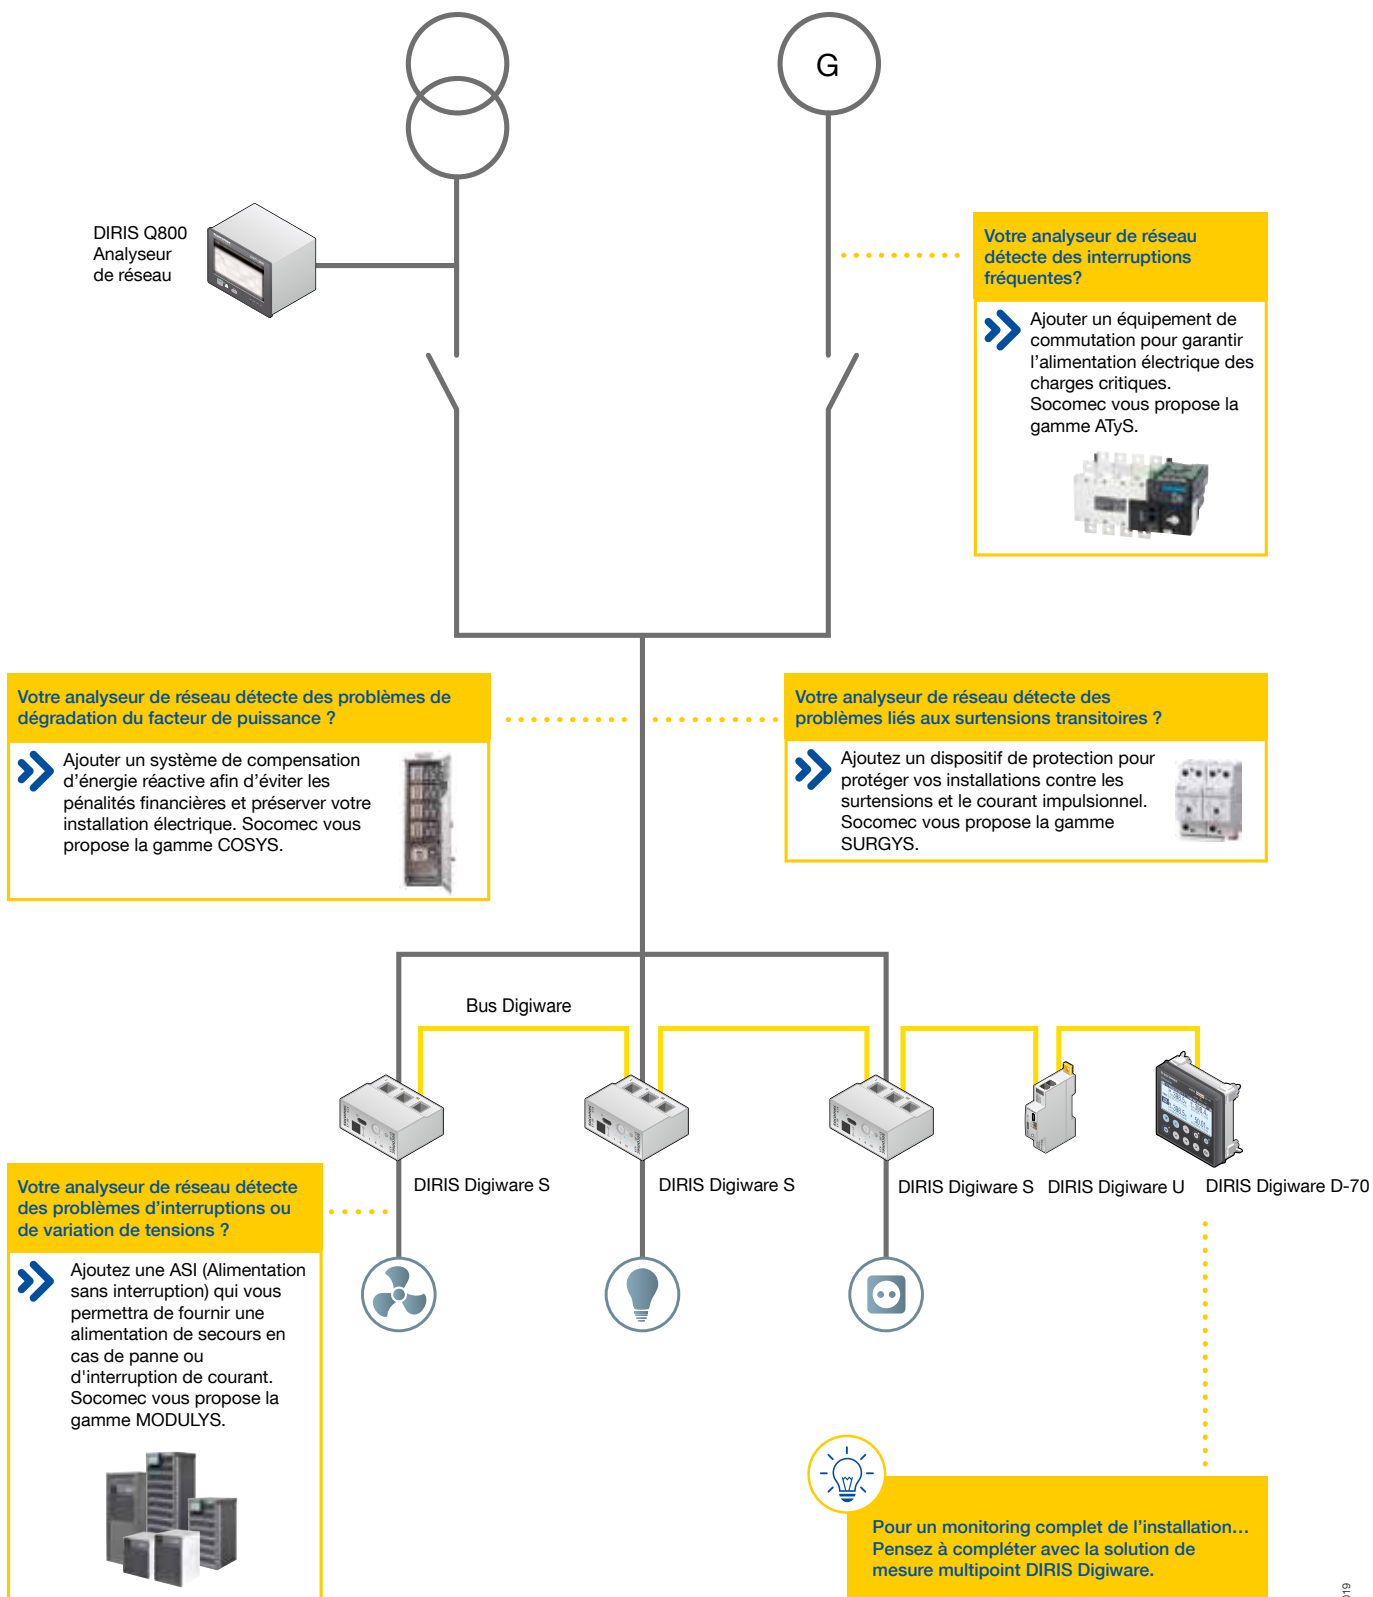 G
DIRIS Q800
Analyseur
de réseau
Votre analyseur de réseau
détecte des interruptions
fréquentes?
Ajouter un équipement de
commutation pour garantir
l’alimentation électrique des
charges critiques.
Socomec vous propose la
gamme ATyS.
Votre analyseur de réseau détecte des problèmes de
dégradation du facteur de puissance ?
Ajouter un système de compensation
d’énergie réactive afin d’éviter les
pénalités financières et préserver votre
installation électrique. Socomec vous
propose la gamme COSYS.
Votre analyseur de réseau détecte des
problèmes liés aux surtensions transitoires ?
Ajoutez un dispositif de protection pour
protéger vos installations contre les
surtensions et le courant impulsionnel.
Socomec vous propose la gamme
SURGYS.
Bus Digiware
DIRIS Digiware S
DIRIS Digiware S
DIRIS Digiware S
DIRIS Digiware U
DIRIS Digiware D-70
Votre analyseur de réseau détecte
des problèmes d’interruptions ou
de variation de tensions ?
Ajoutez une ASI (Alimentation
sans interruption) qui vous
permettra de fournir une
alimentation de secours en
cas de panne ou
d'interruption de courant.
Socomec vous propose la
gamme MODULYS.
Pour un monitoring complet de l’installation…
Pensez à compléter avec la solution de
mesure multipoint DIRIS Digiware.